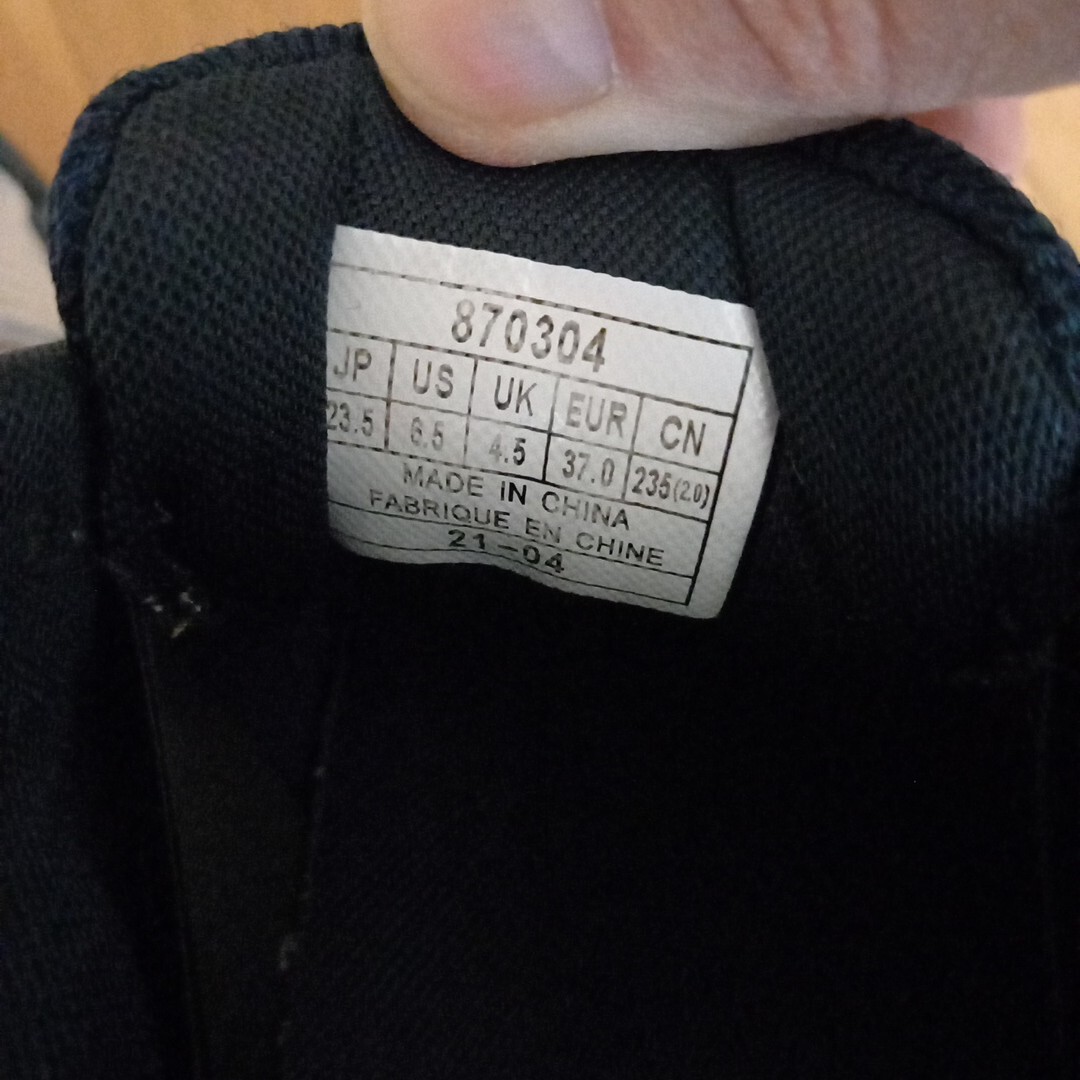 870304
JP US UK EUR CN
23.5 6.5 4.5 37.0 235(2.0)
MADE IN CHINA
FABRIQUE EN CHINE
21-04